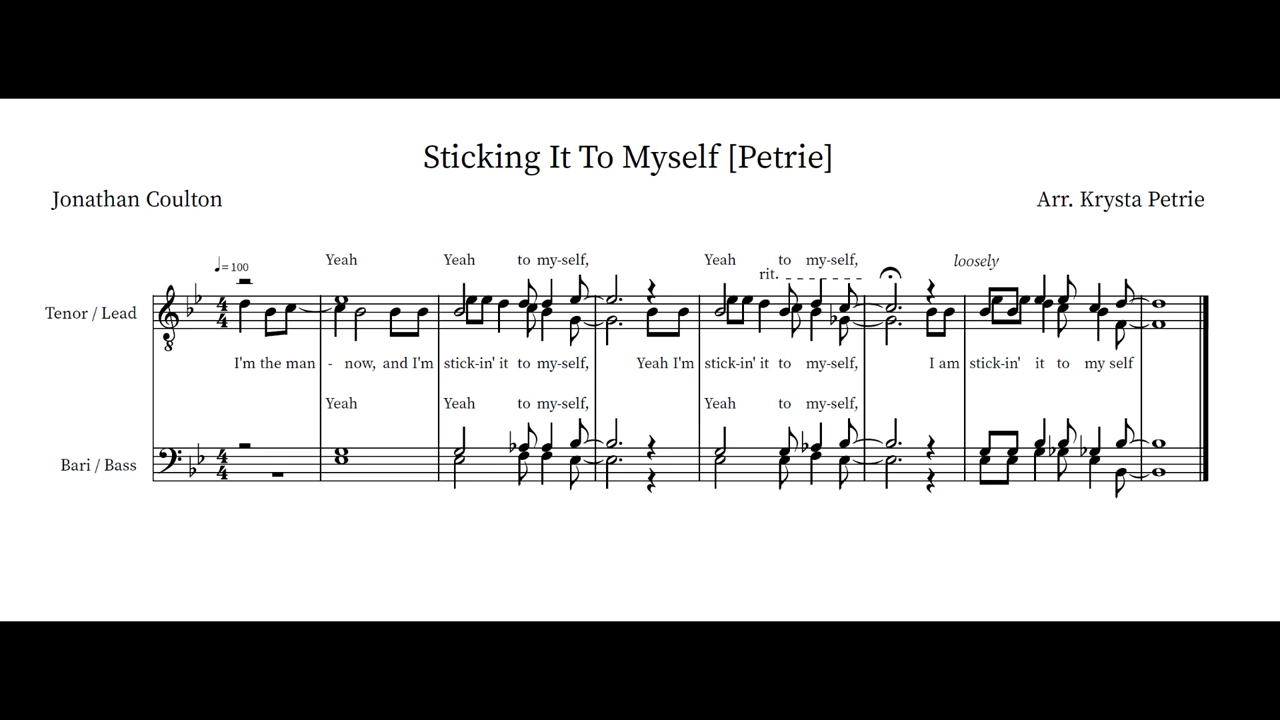 Sticking It To Myself [Petrie]
Jonathan Coulton
Arr. Krysta Petrie
Yeah Yeah to my-self, Yeah to my-self,
♩=100
rit.
loosely
Tenor / Lead
8
I'm the man - now, and I'm stick-in' it to my-self, Yeah I'm stick-in' it to my-self, I am stick-in' it to my self
Yeah Yeah to my-self, Yeah to my-self,
Bari / Bass